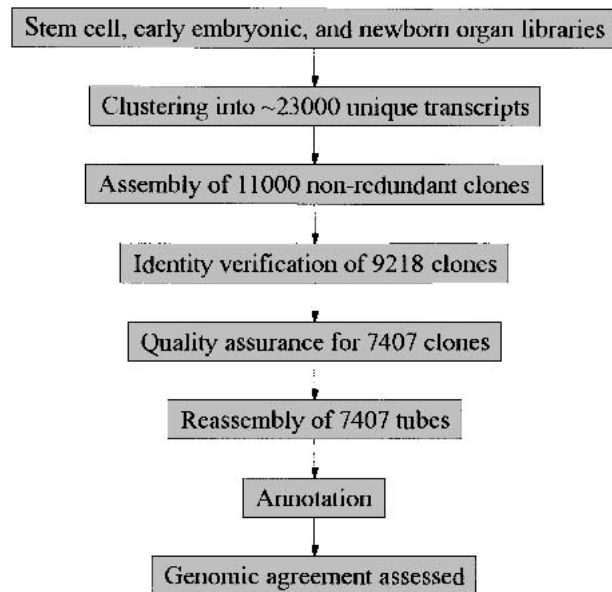 Stem cell, early embryonic, and newborn organ libraries
Clustering into ~23000 unique transcripts
Assembly of 11000 non-redundant clones
Identity verification of 9218 clones
Quality assurance for 7407 clones
Reassembly of 7407 tubes
Annotation
Genomic agreement assessed